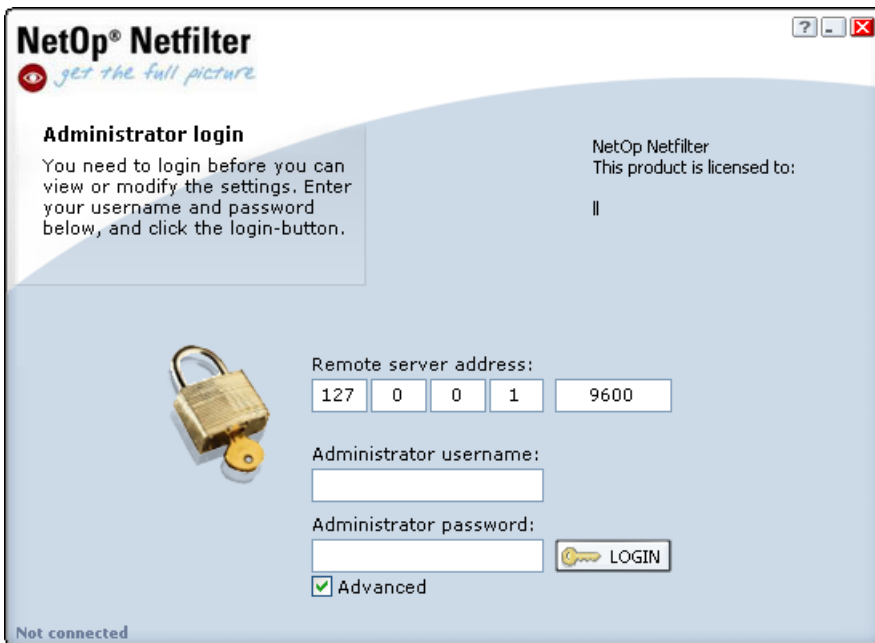 NetOp® Netfilter
get the full picture
Administrator login
You need to login before you can
view or modify the settings. Enter
your username and password
below, and click the login-button.
NetOp Netfilter
This product is licensed to:
ll
Remote server address:
127 0 0 1 9600
Administrator username:
Administrator password:
LOGIN
Advanced
Not connected